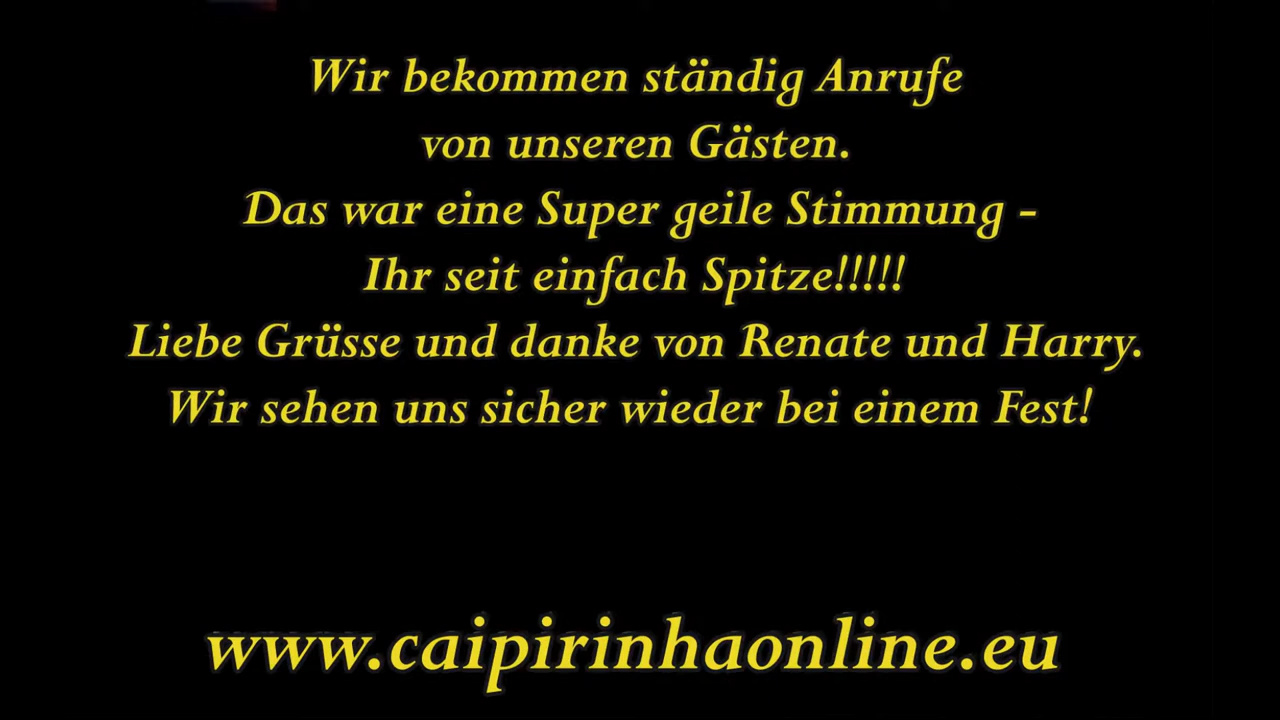 Wir bekommen ständig Anrufe
von unseren Gästen.
Das war eine Super geile Stimmung -
Ihr seit einfach Spitze!!!!!
Liebe Grüsse und danke von Renate und Harry.
Wir sehen uns sicher wieder bei einem Fest!
www.caipirinhaonline.eu